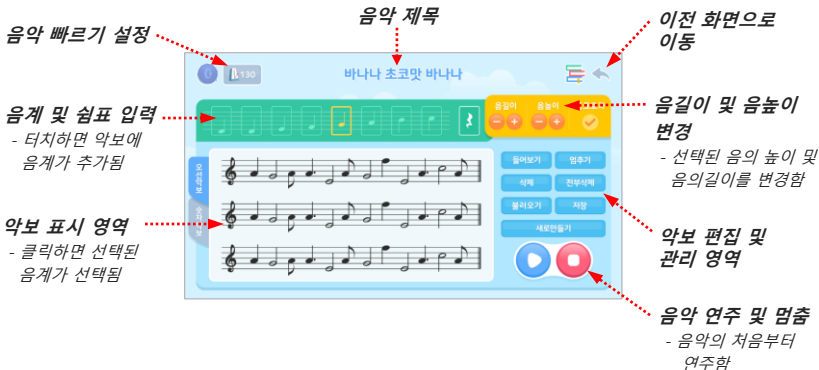 음악 빠르기 설정
음악 제목
이전 화면으로
이동
130
바나나 초코맛 바나나
음계 및 쉼표 입력
- 터치하면 악보에
음계가 추가됨
음길이
음높이
음길이 및 음높이
변경
- 선택된 음의 높이 및
음의길이를 변경함
오선악보
들어보기
멈추기
삭제
전부삭제
불러오기
저장
새로만들기
악보 표시 영역
- 클릭하면 선택된
음계가 선택됨
악보 편집 및
관리 영역
음악 연주 및 멈춤
- 음악의 처음부터
연주함